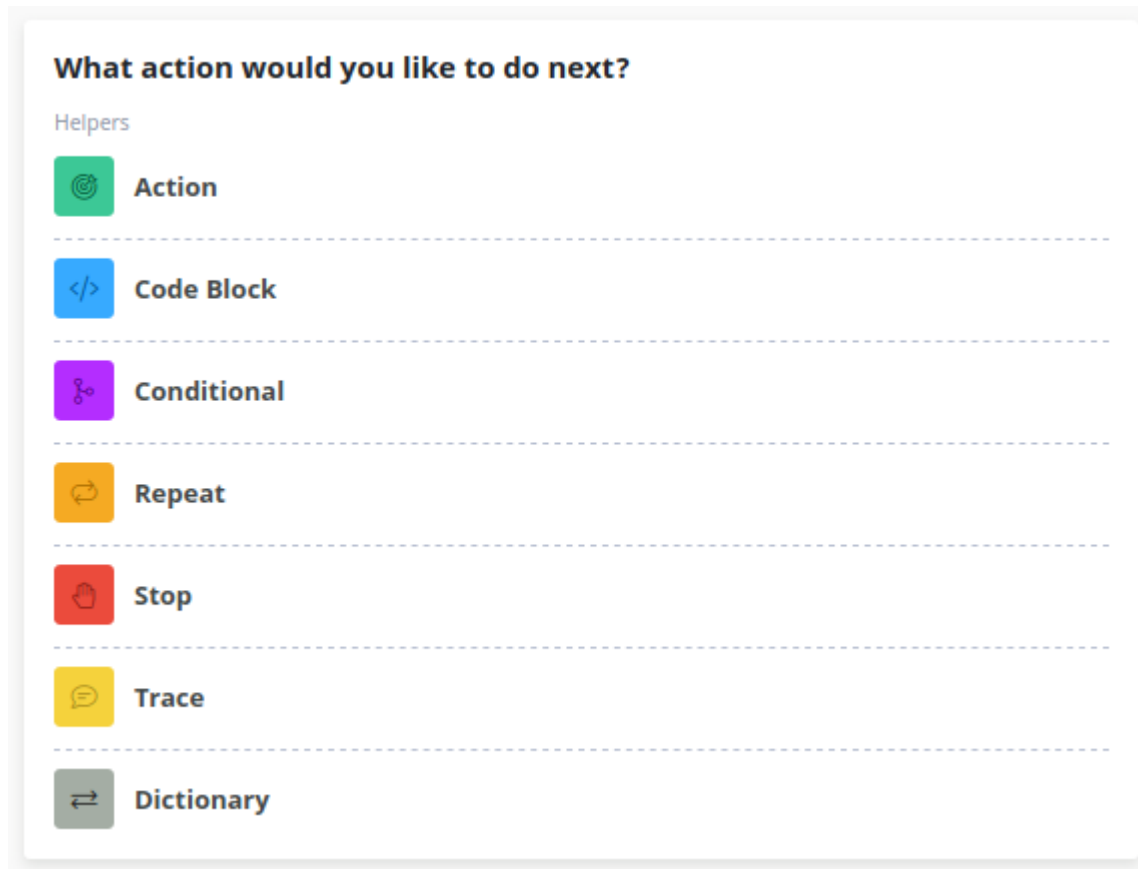 What action would you like to do next?
Helpers
Action
</> Code Block
Conditional
Repeat
Stop
Trace
Dictionary